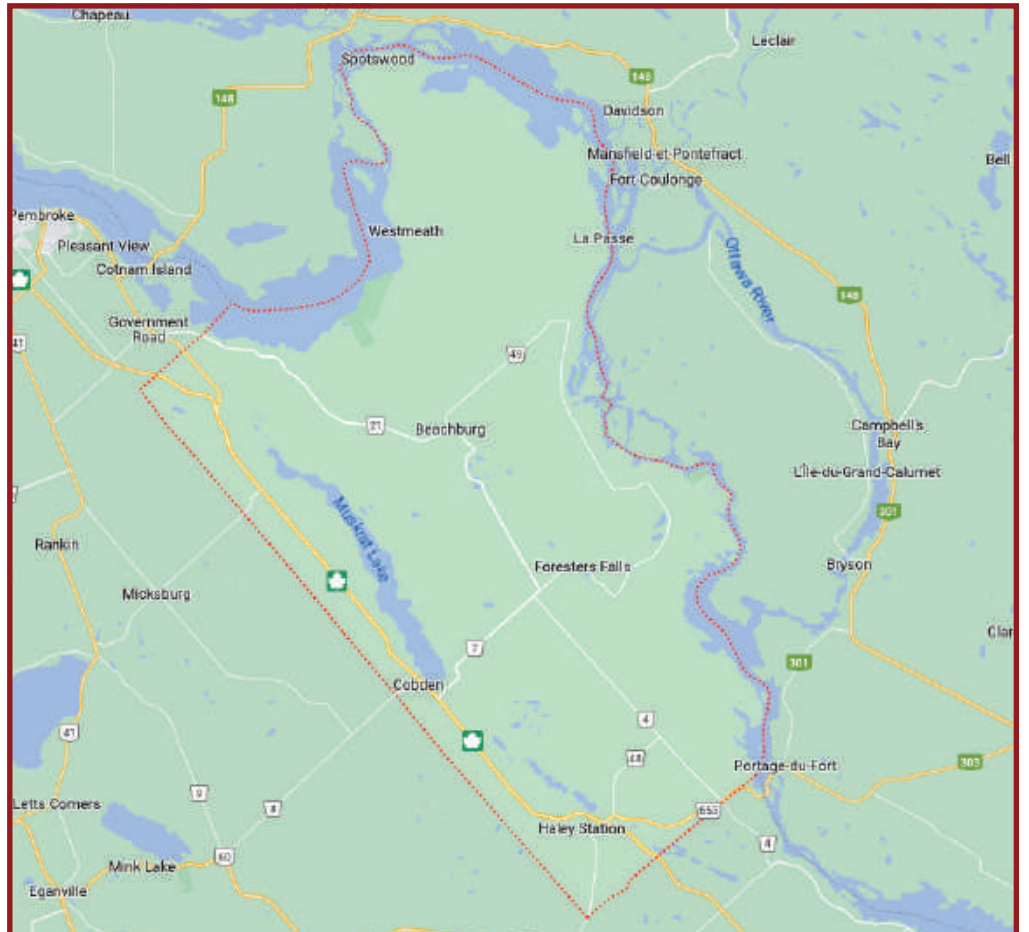 Chapeau
Leclair
Spotswood
148
148
Davidson
Mansfield-et-Pontefract
Fort-Coulonge
Bell
Pembroke
Westmeath
La Passe
Pleasant View
Cotnam Island
Ottawa River
148
Government
Road
41
49
21
Beachburg
Campbell's
Bay
L'Île-du-Grand-Calumet
Muskrat Lake
301
Rankin
Foresters Falls
Bryson
Micksburg
Clar
7
301
Cobden
4
41
48
Portage-du-Fort
303
9
8
Letts Corners
653
Haley Station
4
Mink Lake
60
Eganville